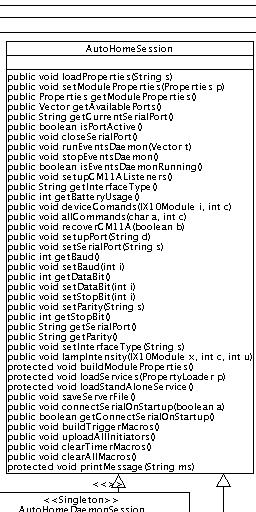 AutoHomeSession
public void loadProperties(String s)
public void setModuleProperties(Properties p)
public Properties getModuleProperties()
public Vector getAvailablePorts()
public String getCurrentSerialPort()
public boolean isPortActive()
public void closeSerialPort()
public void runEventsDaemon(Vector t)
public void stopEventsDaemon()
public boolean isEventsDaemonRunning()
public void setupCM11AListeners()
public String getInterfaceType()
public int getBatteryUsage()
public void deviceComands(IX10Module i, int c)
public void allCommands(char a, int c)
public void recoverCM11A(boolean b)
public void setupPort(String d)
public void setSerialPort(String s)
public int getBaud()
public void setBaud(int i)
public int getDataBit()
public void setDataBit(int i)
public void setStopBit(int i)
public void setParity(String s)
public int getStopBit()
public String getSerialPort()
public String getParity()
public void setInterfaceType(String s)
public void lampIntensity(IX10Module x, int c, int u)
protected void buildModuleProperties()
protected void loadServices(PropertyLoader p)
protected void loadStandAloneService()
public void saveServerFile()
public void connectSerialOnStartup(boolean a)
public boolean getConnectSerialOnStartup()
public void buildTriggerMacros()
public void uploadAllInitiators()
public void clearTimerMacros()
public void clearAllMacros()
protected void printMessage(String ms)
<<Singleton>>
AutoHomeDaemonSession